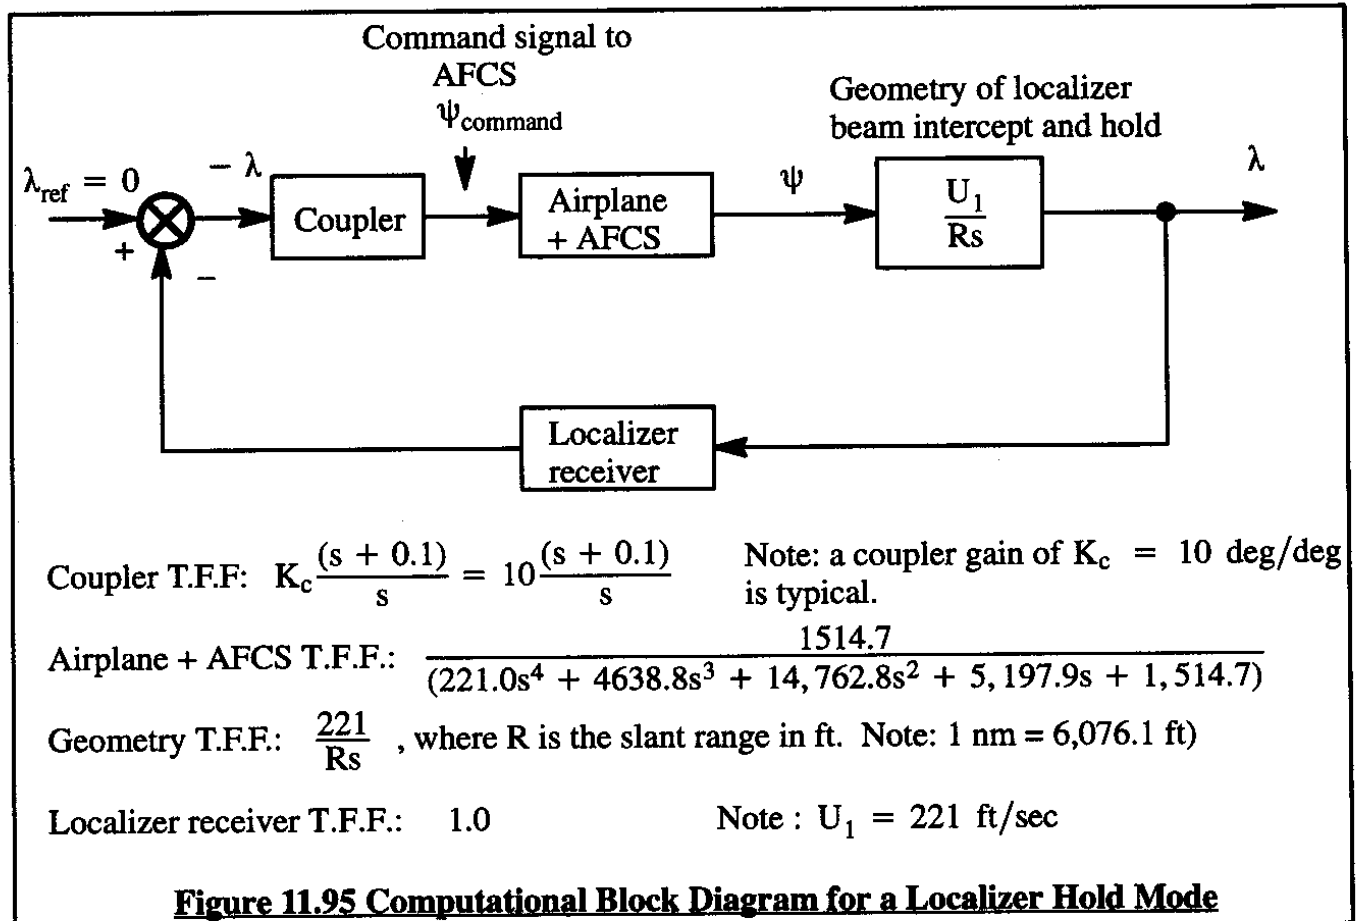 Command signal to
AFCS
ψcommand
Geometry of localizer
beam intercept and hold
λref = 0
− λ
Coupler
Airplane
+ AFCS
ψ
U1
Rs
λ
+
−
Localizer
receiver
Coupler T.F.F: Kc (s + 0.1)/s = 10 (s + 0.1)/s
Note: a coupler gain of Kc = 10 deg/deg
is typical.
Airplane + AFCS T.F.F.: 1514.7/(221.0s⁴ + 4638.8s³ + 14,762.8s² + 5,197.9s + 1,514.7)
Geometry T.F.F.: 221/Rs , where R is the slant range in ft. Note: 1 nm = 6,076.1 ft)
Localizer receiver T.F.F.: 1.0
Note : U1 = 221 ft/sec
Figure 11.95 Computational Block Diagram for a Localizer Hold Mode